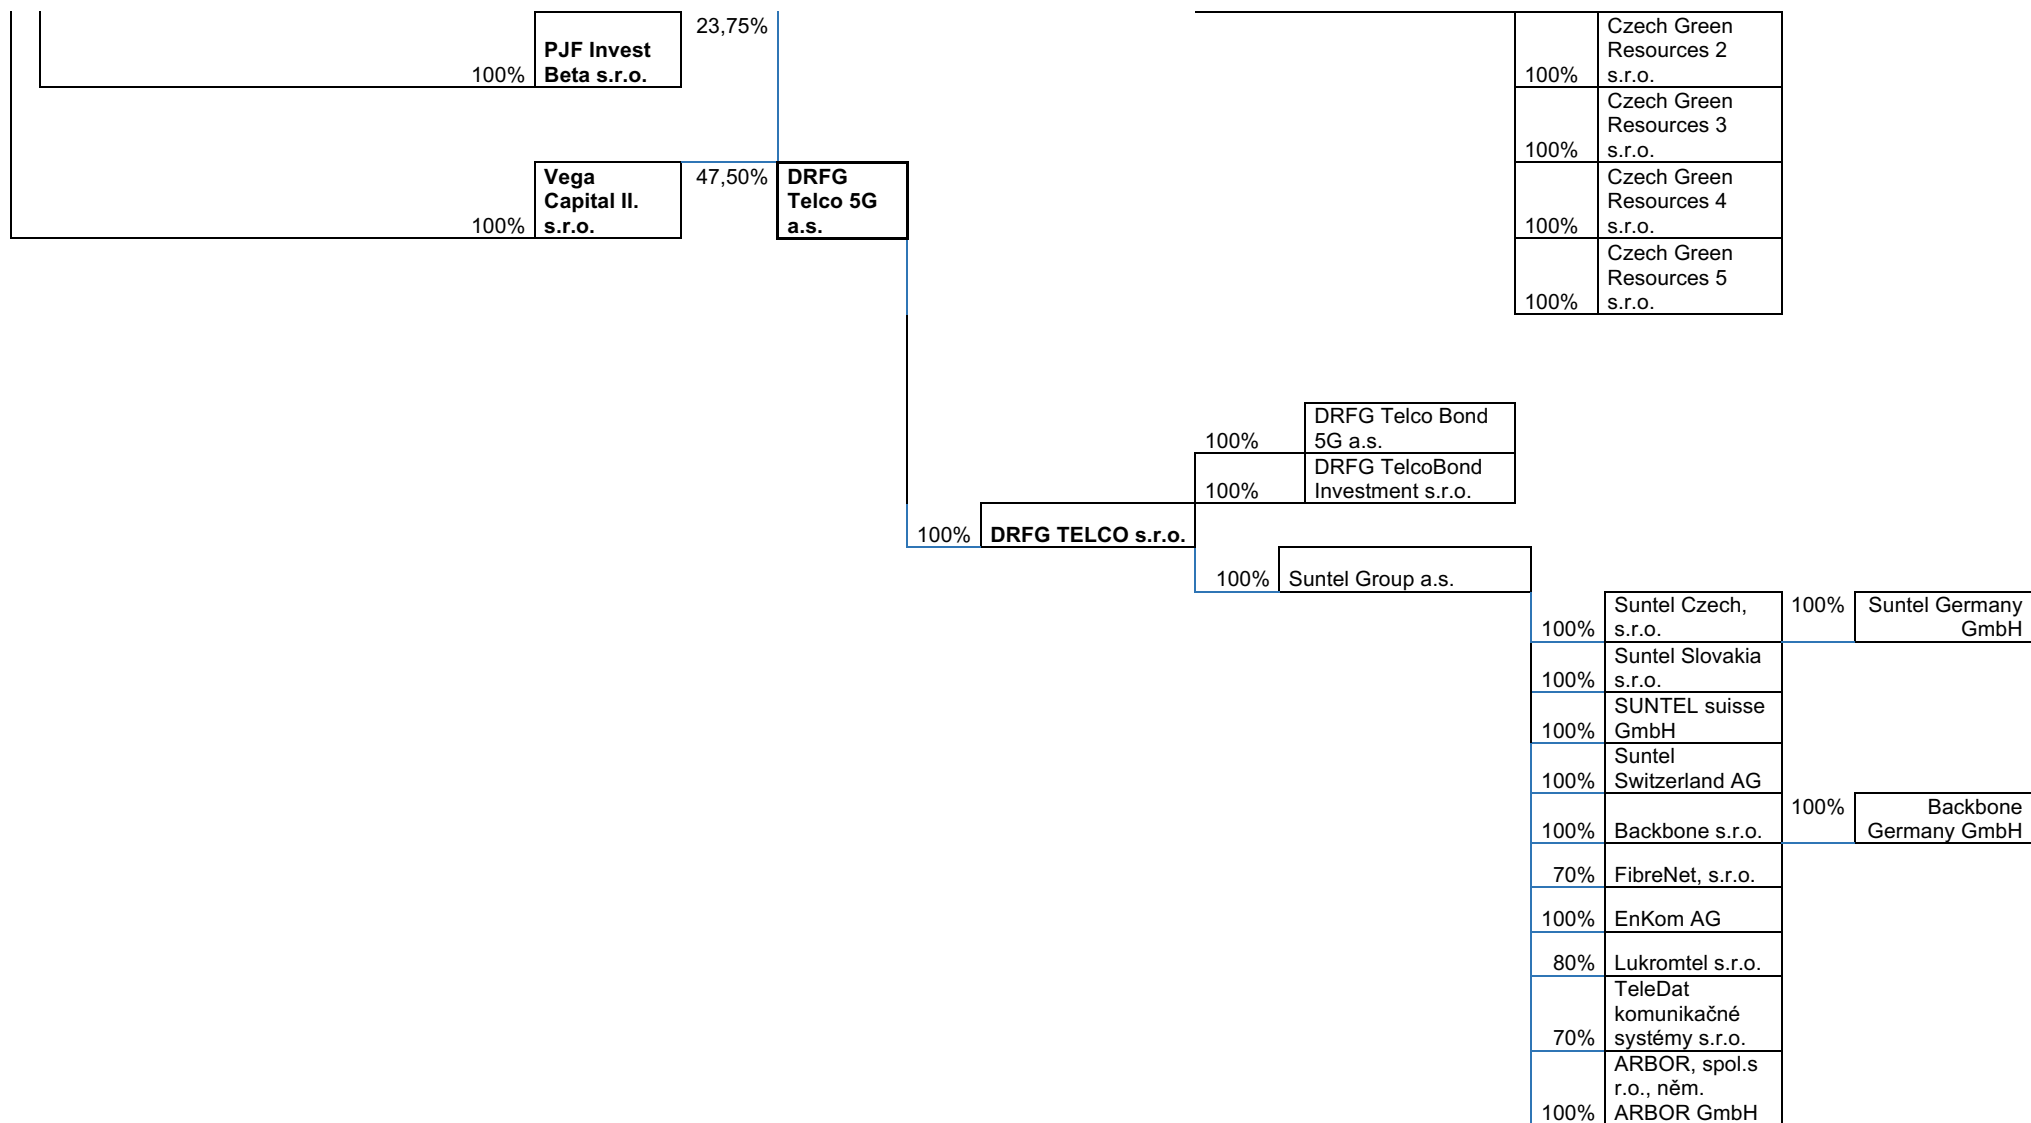 23,75%
PJF Invest
100% Beta s.r.o.
Czech Green
Resources 2
100% s.r.o.
Czech Green
Resources 3
100% s.r.o.
Vega
Capital II.
100% s.r.o.
47,50%
DRFG
Telco 5G
a.s.
Czech Green
Resources 4
100% s.r.o.
Czech Green
Resources 5
100% s.r.o.
DRFG Telco Bond
100% 5G a.s.
DRFG TelcoBond
100% Investment s.r.o.
100% DRFG TELCO s.r.o.
100% Suntel Group a.s.
Suntel Czech,
100% s.r.o.
100% Suntel Germany
GmbH
Suntel Slovakia
100% s.r.o.
SUNTEL suisse
100% GmbH
Suntel
100% Switzerland AG
100% Backbone s.r.o.
100% Backbone
Germany GmbH
70% FibreNet, s.r.o.
100% EnKom AG
80% Lukromtel s.r.o.
TeleDat
komunikačné
70% systémy s.r.o.
ARBOR, spol.s
r.o., něm.
100% ARBOR GmbH